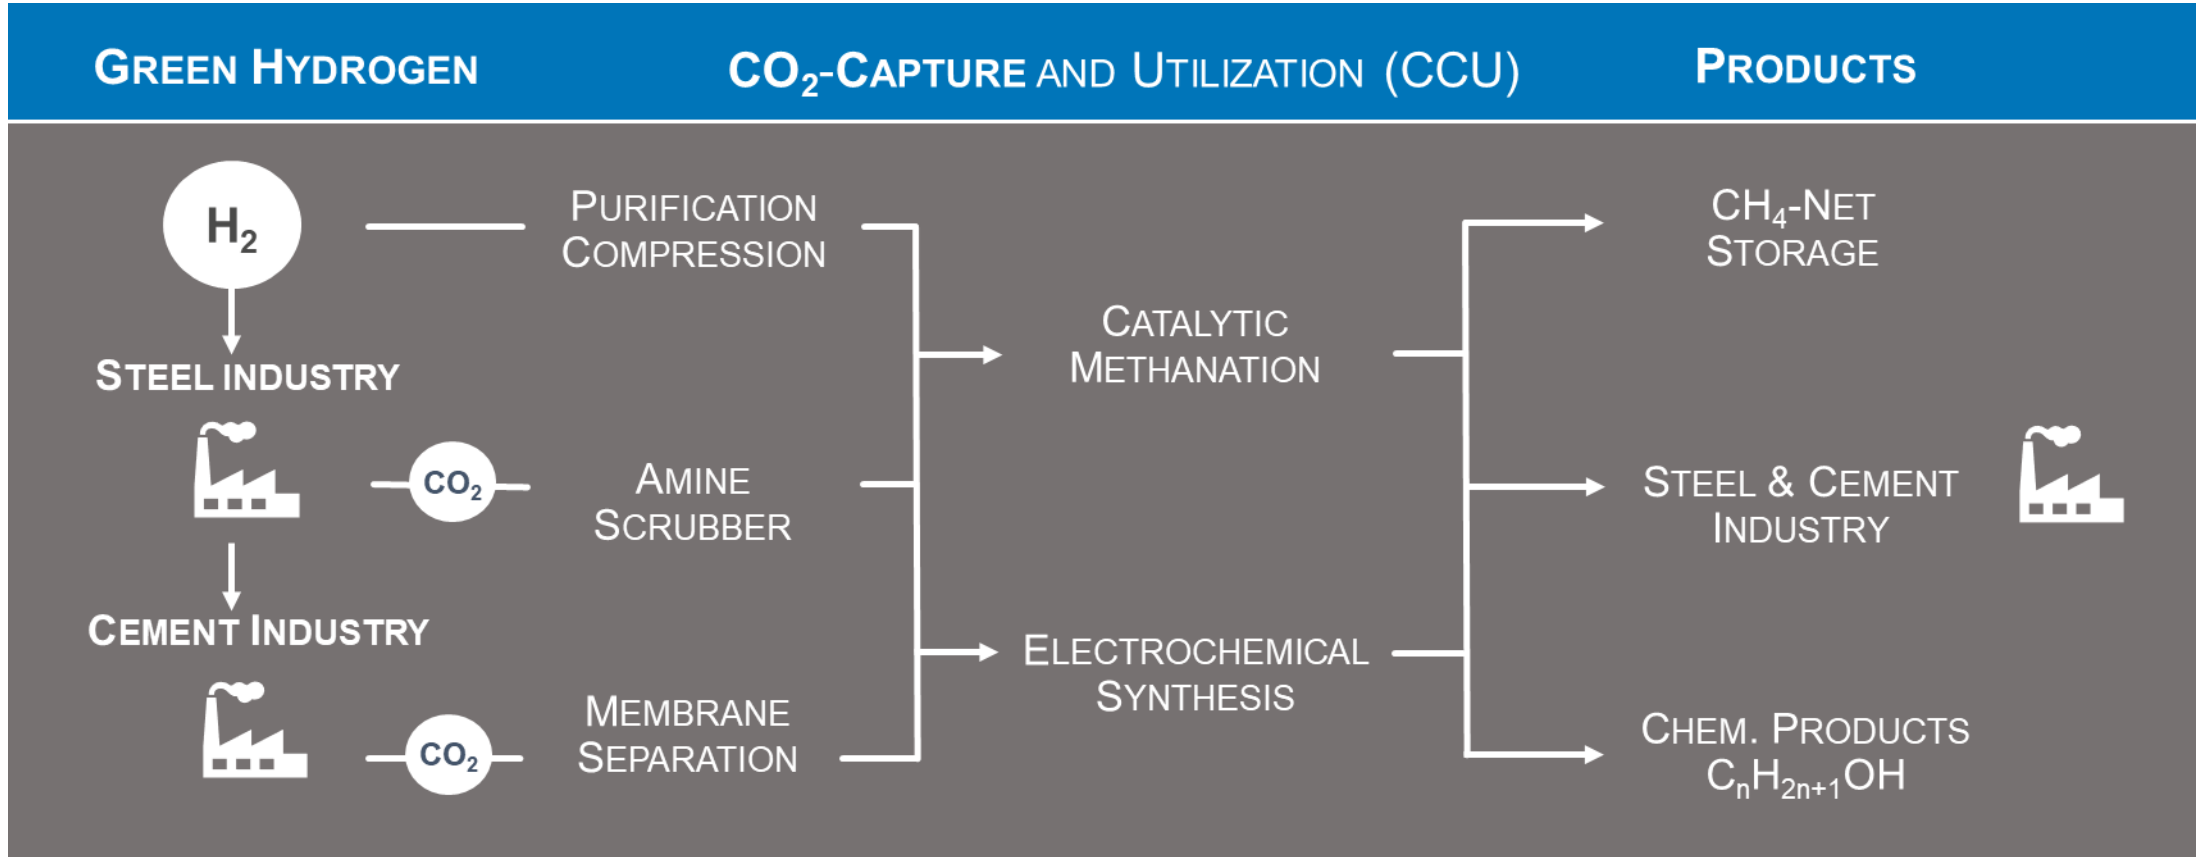 GREEN HYDROGEN
CO₂-CAPTURE AND UTILIZATION (CCU)
PRODUCTS
H₂
PURIFICATION
COMPRESSION
CH₄-NET
STORAGE
CATALYTIC
METHANATION
STEEL INDUSTRY
CO₂
AMINE
SCRUBBER
STEEL & CEMENT
INDUSTRY
CEMENT INDUSTRY
ELECTROCHEMICAL
SYNTHESIS
CO₂
MEMBRANE
SEPARATION
CHEM. PRODUCTS
CₙH₂ₙ₊₁OH